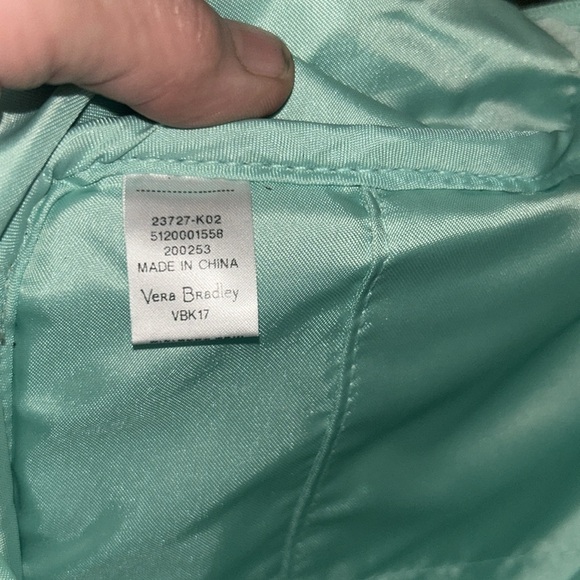 23727-K02
5120001558
200253
MADE IN CHINA
Vera Bradley
VBK17